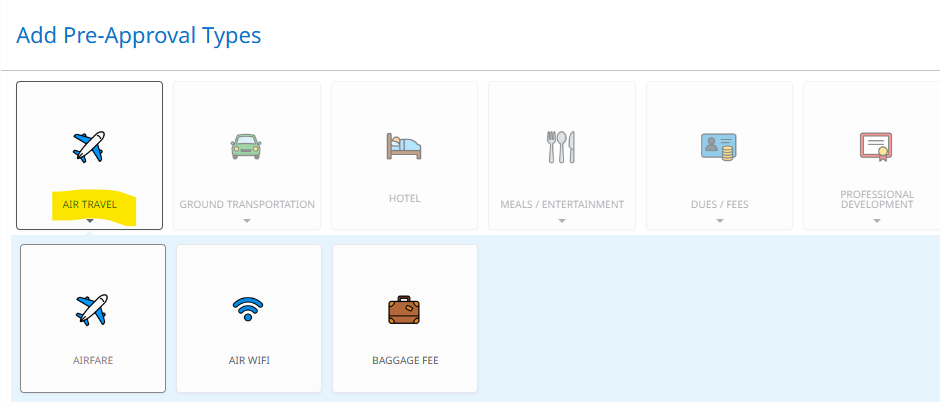 Add Pre-Approval Types
AIR TRAVEL
GROUND TRANSPORTATION
HOTEL
MEALS / ENTERTAINMENT
DUES / FEES
PROFESSIONAL
DEVELOPMENT
AIRFARE
AIR WIFI
BAGGAGE FEE